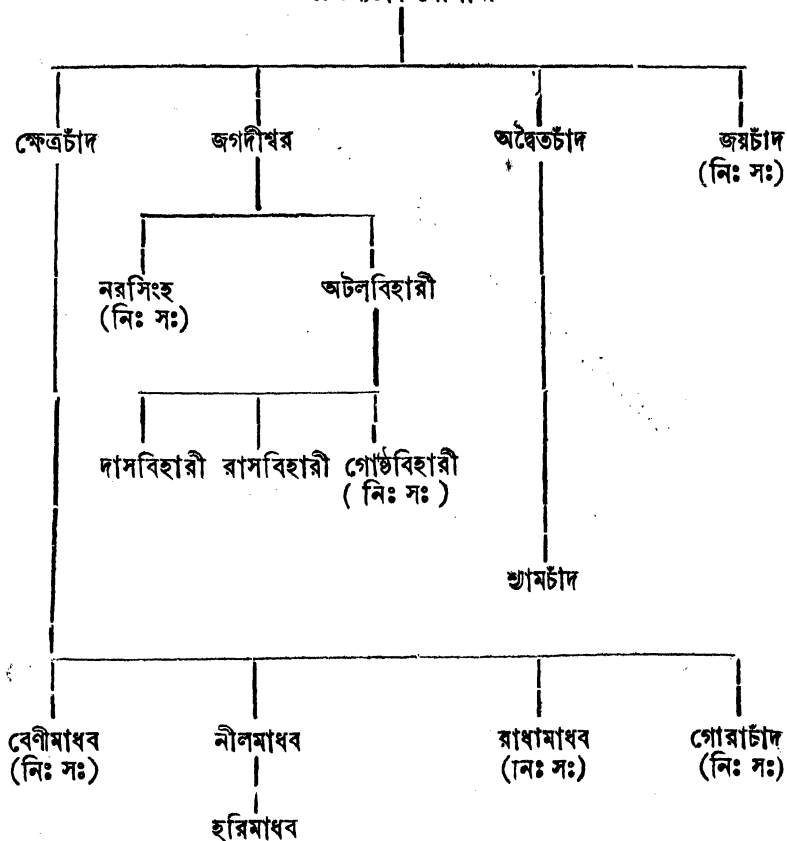 ক্ষেত্রচাঁদ জগদীশ্বর অদ্বৈতচাঁদ জয়চাঁদ
(নিঃ সঃ)
নরসিংহ অটলবিহারী
(নিঃ সঃ)
দাসবিহারী রাসবিহারী গোষ্ঠবিহারী
( নিঃ সঃ )
শ্যামচাঁদ
বেণীমাধব নীলমাধব রাধামাধব গোরাচাঁদ
(নিঃ সঃ) (নিঃ সঃ) (নিঃ সঃ)
হরিমাধব